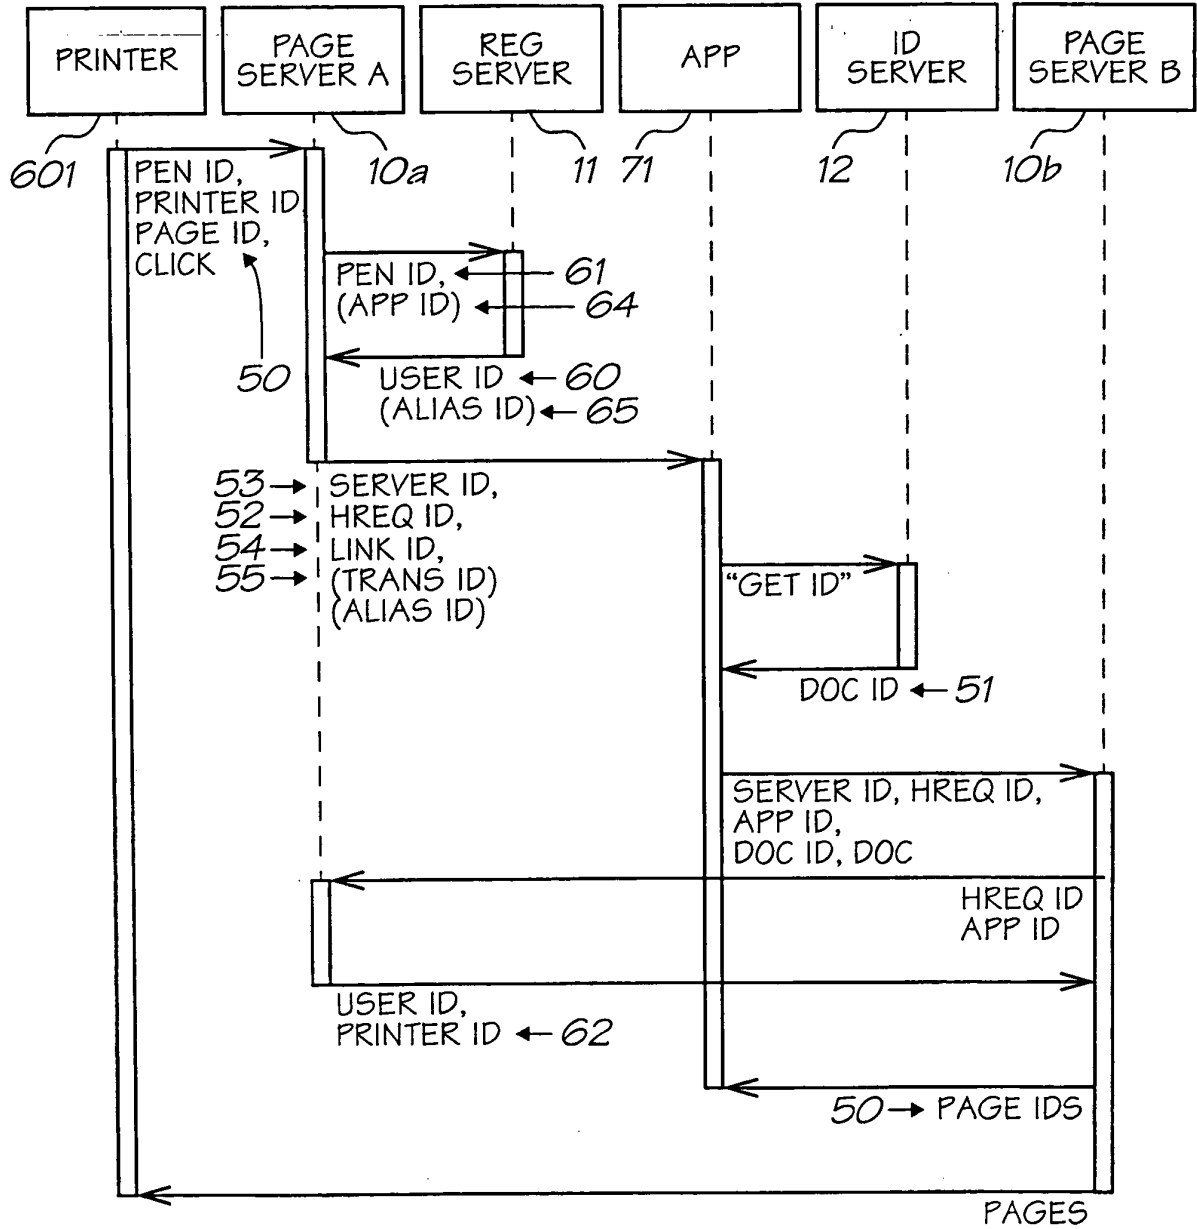 PRINTER
PAGE
SERVER A
REG
SERVER
APP
ID
SERVER
PAGE
SERVER B
601
10a
11
71
12
10b
PEN ID,
PRINTER ID
PAGE ID,
CLICK
50
PEN ID,
61
(APP ID)
64
USER ID
60
(ALIAS ID)
65
53
SERVER ID,
52
HREQ ID,
54
LINK ID,
55
(TRANS ID)
(ALIAS ID)
"GET ID"
DOC ID
51
SERVER ID, HREQ ID,
APP ID,
DOC ID, DOC
HREQ ID
APP ID
USER ID,
PRINTER ID
62
50
PAGE IDS
PAGES